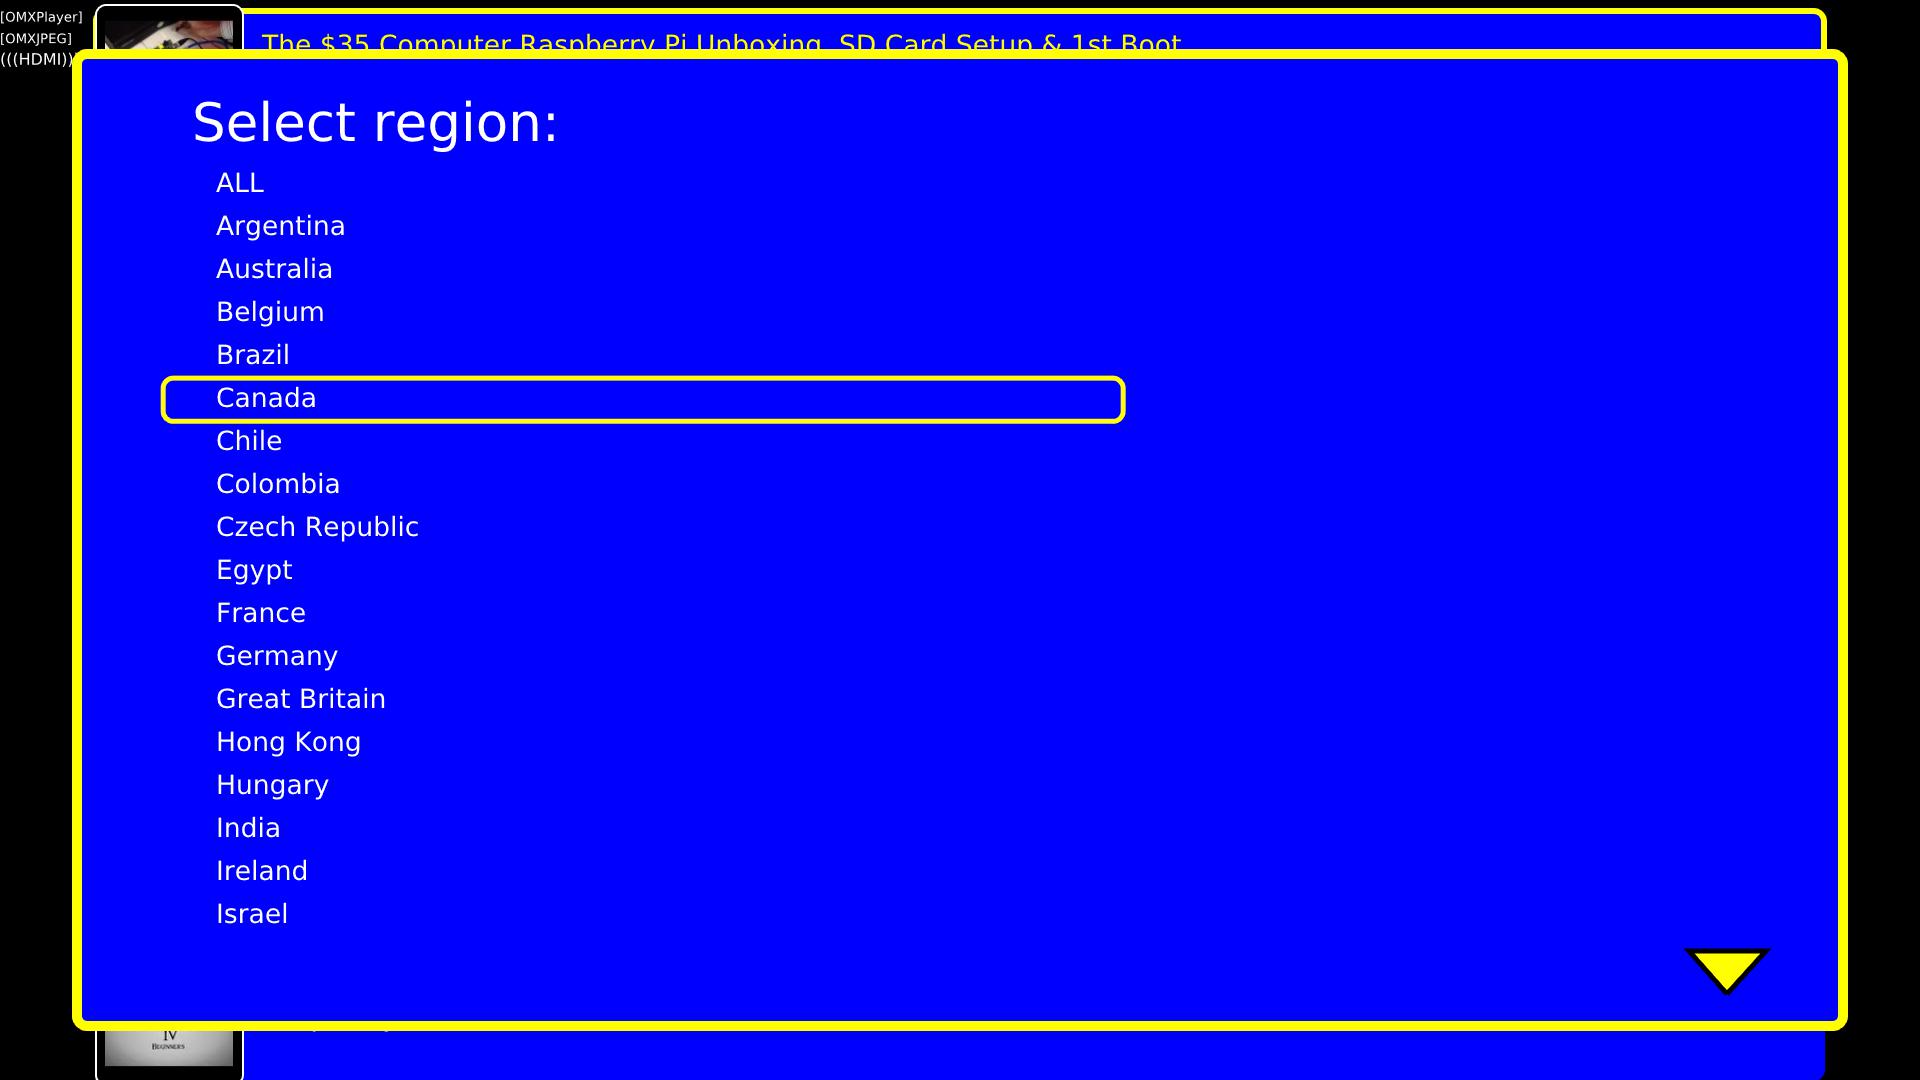 [OMXPlayer]
[OMXJPEG]
(((HDMI)))
The $35 Computer Raspberry Pi Unboxing, SD Card Setup & 1st Boot
Select region:
ALL
Argentina
Australia
Belgium
Brazil
Canada
Chile
Colombia
Czech Republic
Egypt
France
Germany
Great Britain
Hong Kong
Hungary
India
Ireland
Israel
IV
BEGINNERS